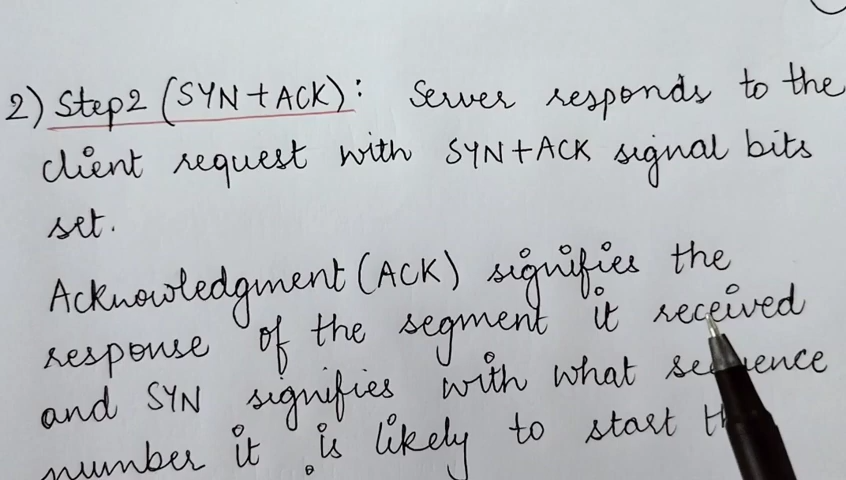 2) Step2 (SYN+ACK): Server responds to the
client request with SYN+ACK signal bits
set.
Acknowledgment (ACK) signifies the
response of the segment it received
and SYN signifies with what sequence
number it is likely to start